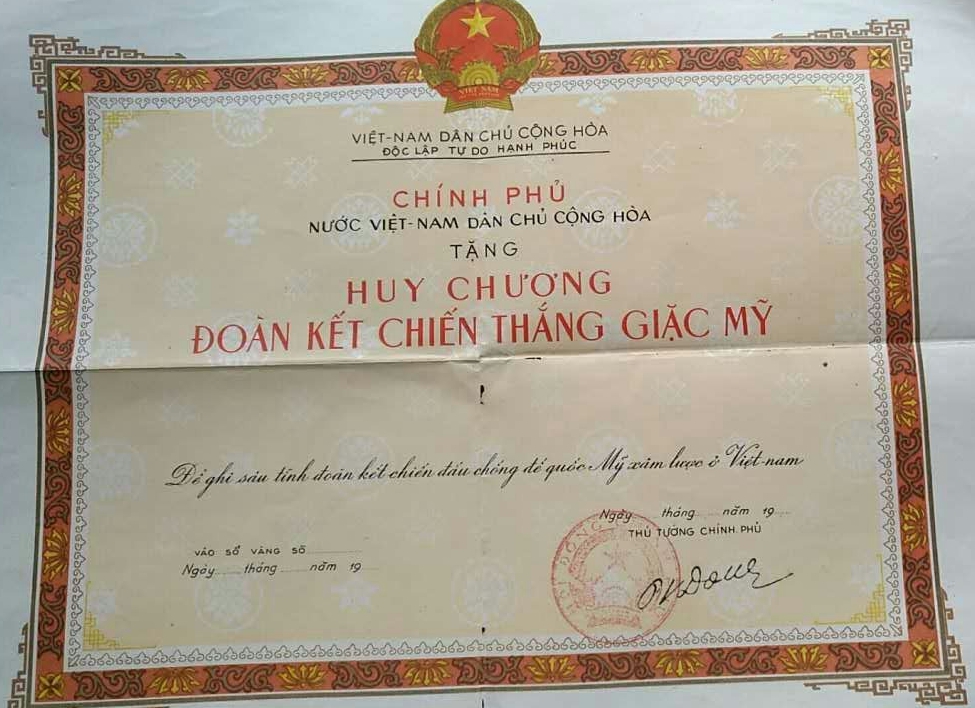 VIỆT NAM
VIỆT-NAM DÂN CHỦ CỘNG HÒA
ĐỘC LẬP TỰ DO HẠNH PHÚC
CHÍNH PHỦ
NƯỚC VIỆT-NAM DÂN CHỦ CỘNG HÒA
TẶNG
HUY CHƯƠNG
ĐOÀN KẾT CHIẾN THẮNG GIẶC MỸ
Để ghi sâu tình đoàn kết chiến đấu chống đế quốc Mỹ xâm lược ở Việt-nam
Ngày ...... tháng ...... năm 19 ......
THỦ TƯỚNG CHÍNH PHỦ
VÀO SỔ VÀNG SỐ ............
Ngày ...... tháng ...... năm 19 ......